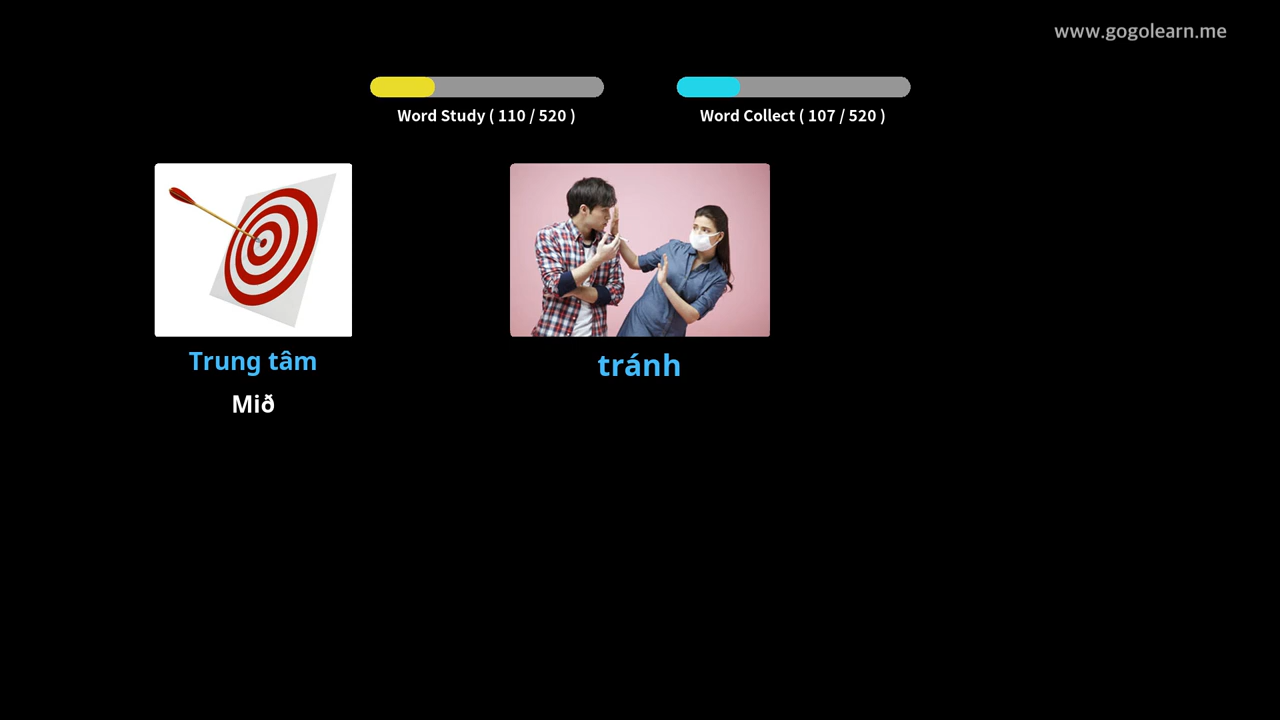 www.gogolearn.me
Word Study ( 110 / 520 )
Word Collect ( 107 / 520 )
Trung tâm
Mið
tránh